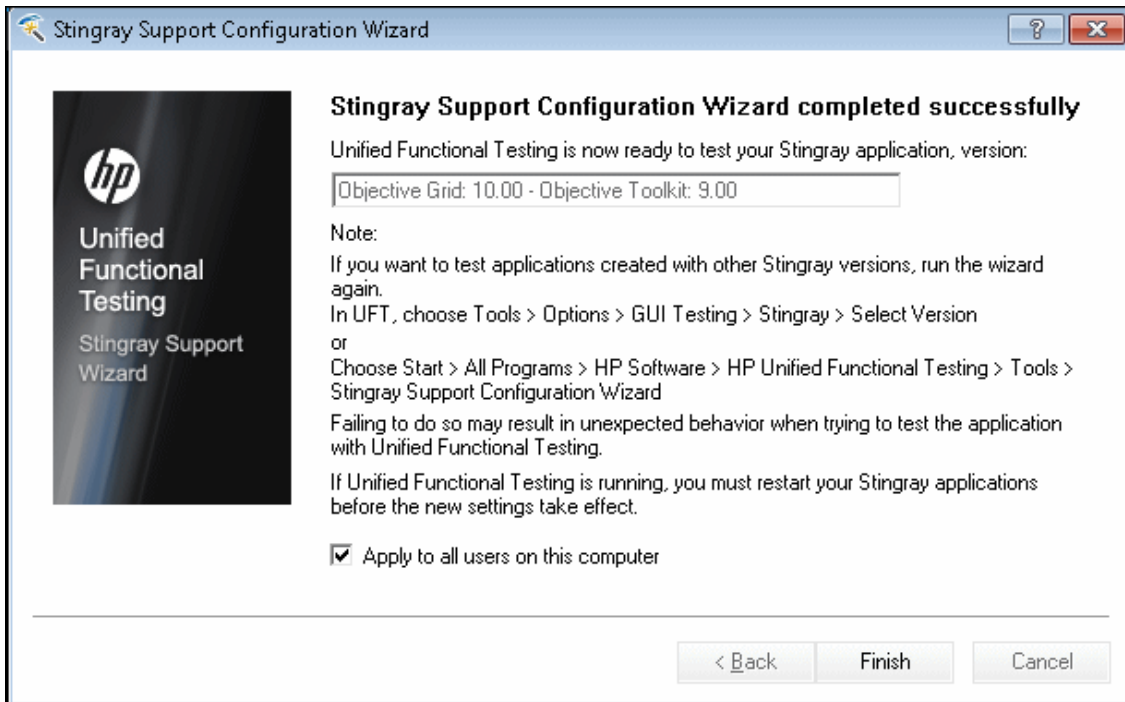 Stingray Support Configuration Wizard
?
x
hp
Unified
Functional
Testing
Stingray Support
Wizard
Stingray Support Configuration Wizard completed successfully
Unified Functional Testing is now ready to test your Stingray application, version:
Objective Grid: 10.00 - Objective Toolkit: 9.00
Note:
If you want to test applications created with other Stingray versions, run the wizard
again.
In UFT, choose Tools > Options > GUI Testing > Stingray > Select Version
or
Choose Start > All Programs > HP Software > HP Unified Functional Testing > Tools >
Stingray Support Configuration Wizard
Failing to do so may result in unexpected behavior when trying to test the application
with Unified Functional Testing.
If Unified Functional Testing is running, you must restart your Stingray applications
before the new settings take effect.
Apply to all users on this computer
< Back
Finish
Cancel